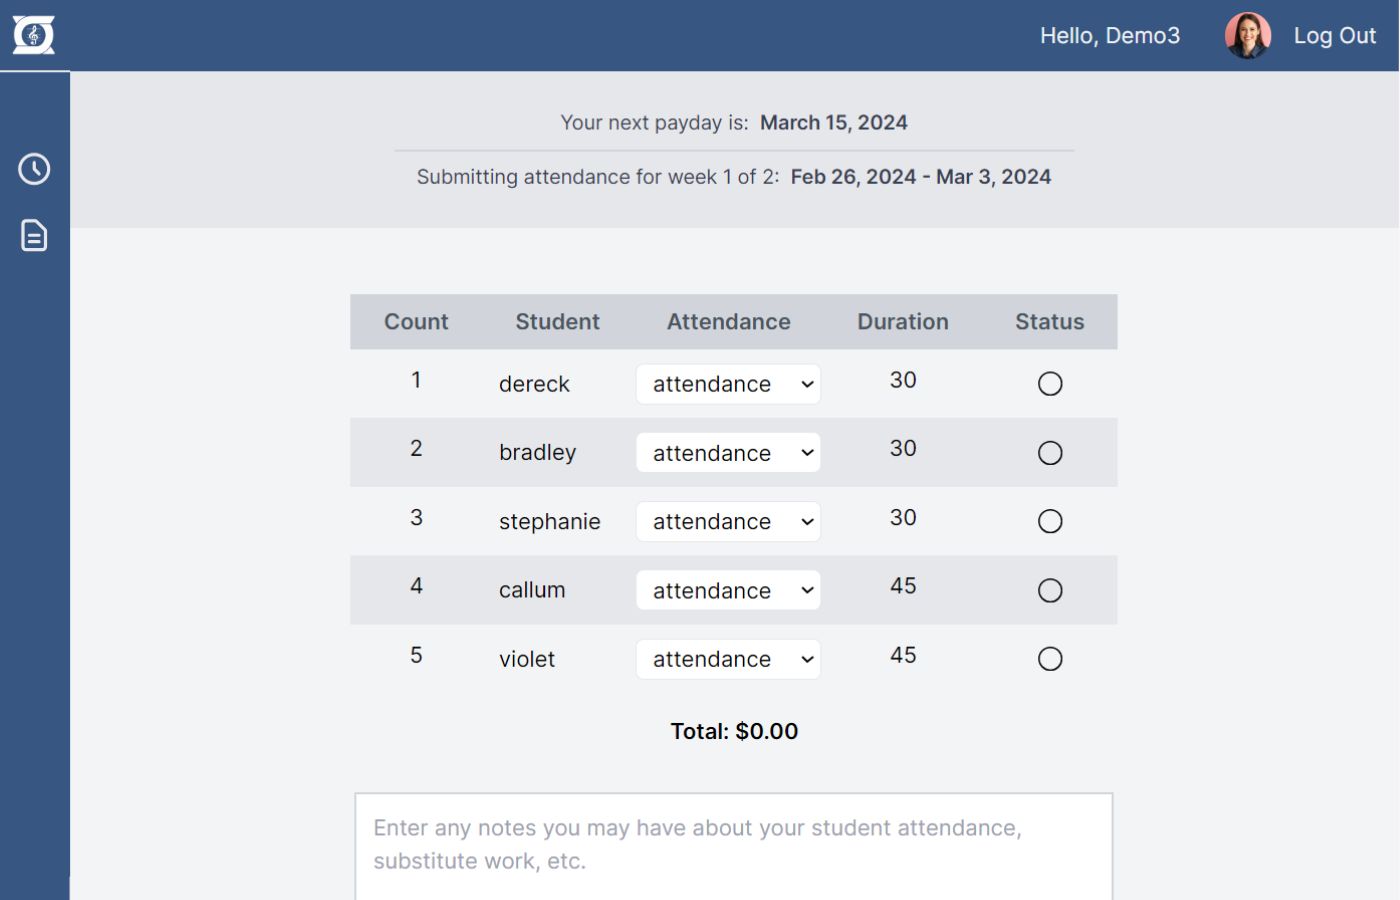 Hello, Demo3 Log Out
Your next payday is: March 15, 2024
Submitting attendance for week 1 of 2: Feb 26, 2024 - Mar 3, 2024
Count Student Attendance Duration Status
1 dereck attendance 30
2 bradley attendance 30
3 stephanie attendance 30
4 callum attendance 45
5 violet attendance 45
Total: $0.00
Enter any notes you may have about your student attendance,
substitute work, etc.